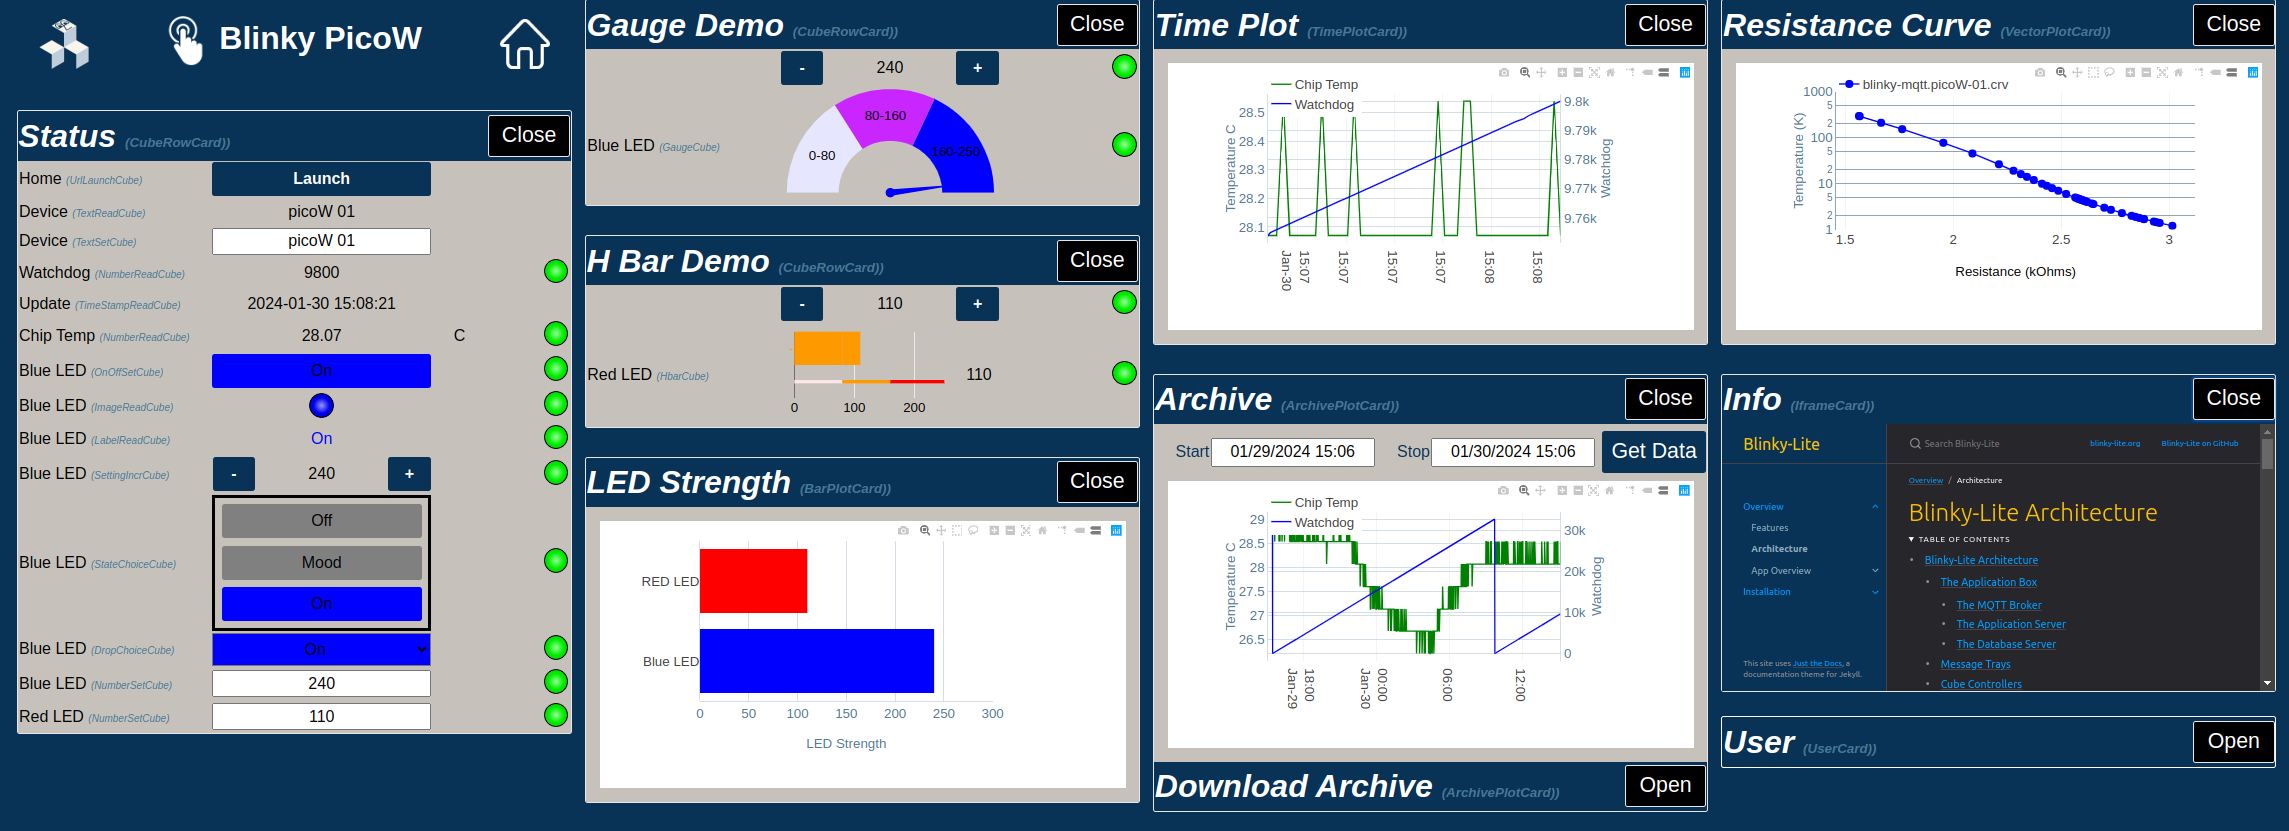 Blinky PicoW
Status (CubeRowCard)) Close
Home (UrlLaunchCube) Launch
Device (TextReadCube) picoW 01
Device (TextSetCube) picoW 01
Watchdog (NumberReadCube) 9800
Update (TimeStampReadCube) 2024-01-30 15:08:21
Chip Temp (NumberReadCube) 28.07 C
Blue LED (OnOffSetCube) On
Blue LED (ImageReadCube)
Blue LED (LabelReadCube) On
Blue LED (SettingIncrCube) - 240 +
Off
Blue LED (StateChoiceCube) Mood
On
Blue LED (DropChoiceCube) On
Blue LED (NumberSetCube) 240
Red LED (NumberSetCube) 110
Gauge Demo (CubeRowCard)) Close
- 240 +
80-160
Blue LED (GaugeCube) 0-80 160-250
H Bar Demo (CubeRowCard)) Close
- 110 +
Red LED (HbarCube) 110
0 100 200
LED Strength (BarPlotCard)) Close
RED LED
Blue LED
0 50 100 150 200 250 300
LED Strength
Time Plot (TimePlotCard)) Close
Chip Temp
Watchdog
Temperature C
28.5
28.4
28.3
28.2
28.1
9.8k
9.79k
9.78k
9.77k
9.76k
Watchdog
15:07 15:07 15:07 15:07 15:08 15:08
Jan-30
Archive (ArchivePlotCard)) Close
Start 01/29/2024 15:06 Stop 01/30/2024 15:06 Get Data
Chip Temp
Watchdog
Temperature C
29
28.5
28
27.5
27
26.5
30k
20k
10k
0
Watchdog
18:00 00:00 06:00 12:00
Jan-29 Jan-30
Download Archive (ArchivePlotCard)) Open
Resistance Curve (VectorPlotCard)) Close
blinky-mqtt.picoW-01.crv
Temperature (K)
1000
5
2
100
5
2
10
5
2
1
1.5 2 2.5 3
Resistance (kOhms)
Info (IframeCard)) Close
Blinky-Lite
Search Blinky-Lite blinky-lite.org Blinky-Lite on GitHub
Overview
Features
Architecture
App Overview
Installation
This site uses Just the Docs, a
documentation theme for Jekyll.
Overview / Architecture
Blinky-Lite Architecture
TABLE OF CONTENTS
Blinky-Lite Architecture
The Application Box
The MQTT Broker
The Application Server
The Database Server
Message Trays
Cube Controllers
User (UserCard)) Open